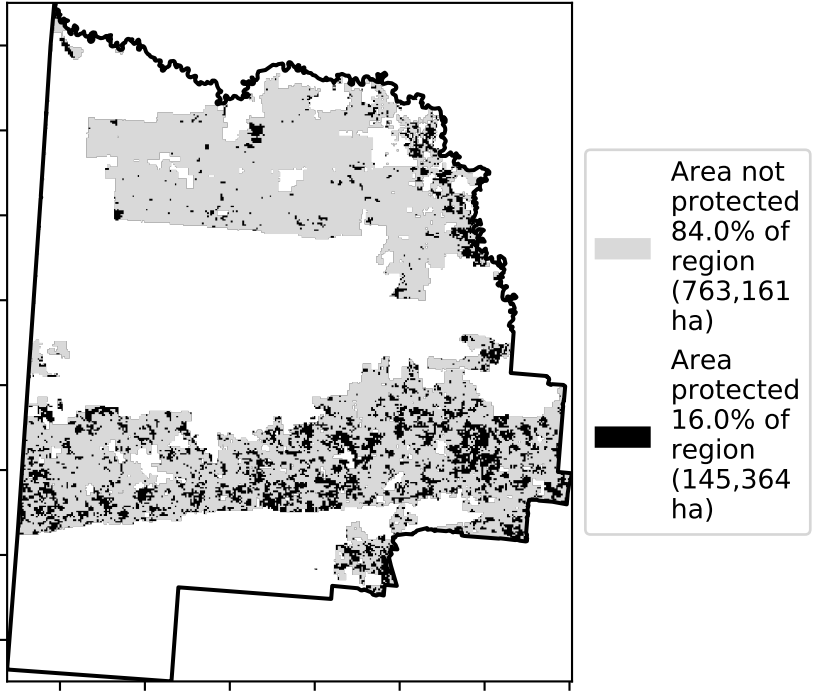 Area not
protected
84.0% of
region
(763,161
ha)
Area
protected
16.0% of
region
(145,364
ha)